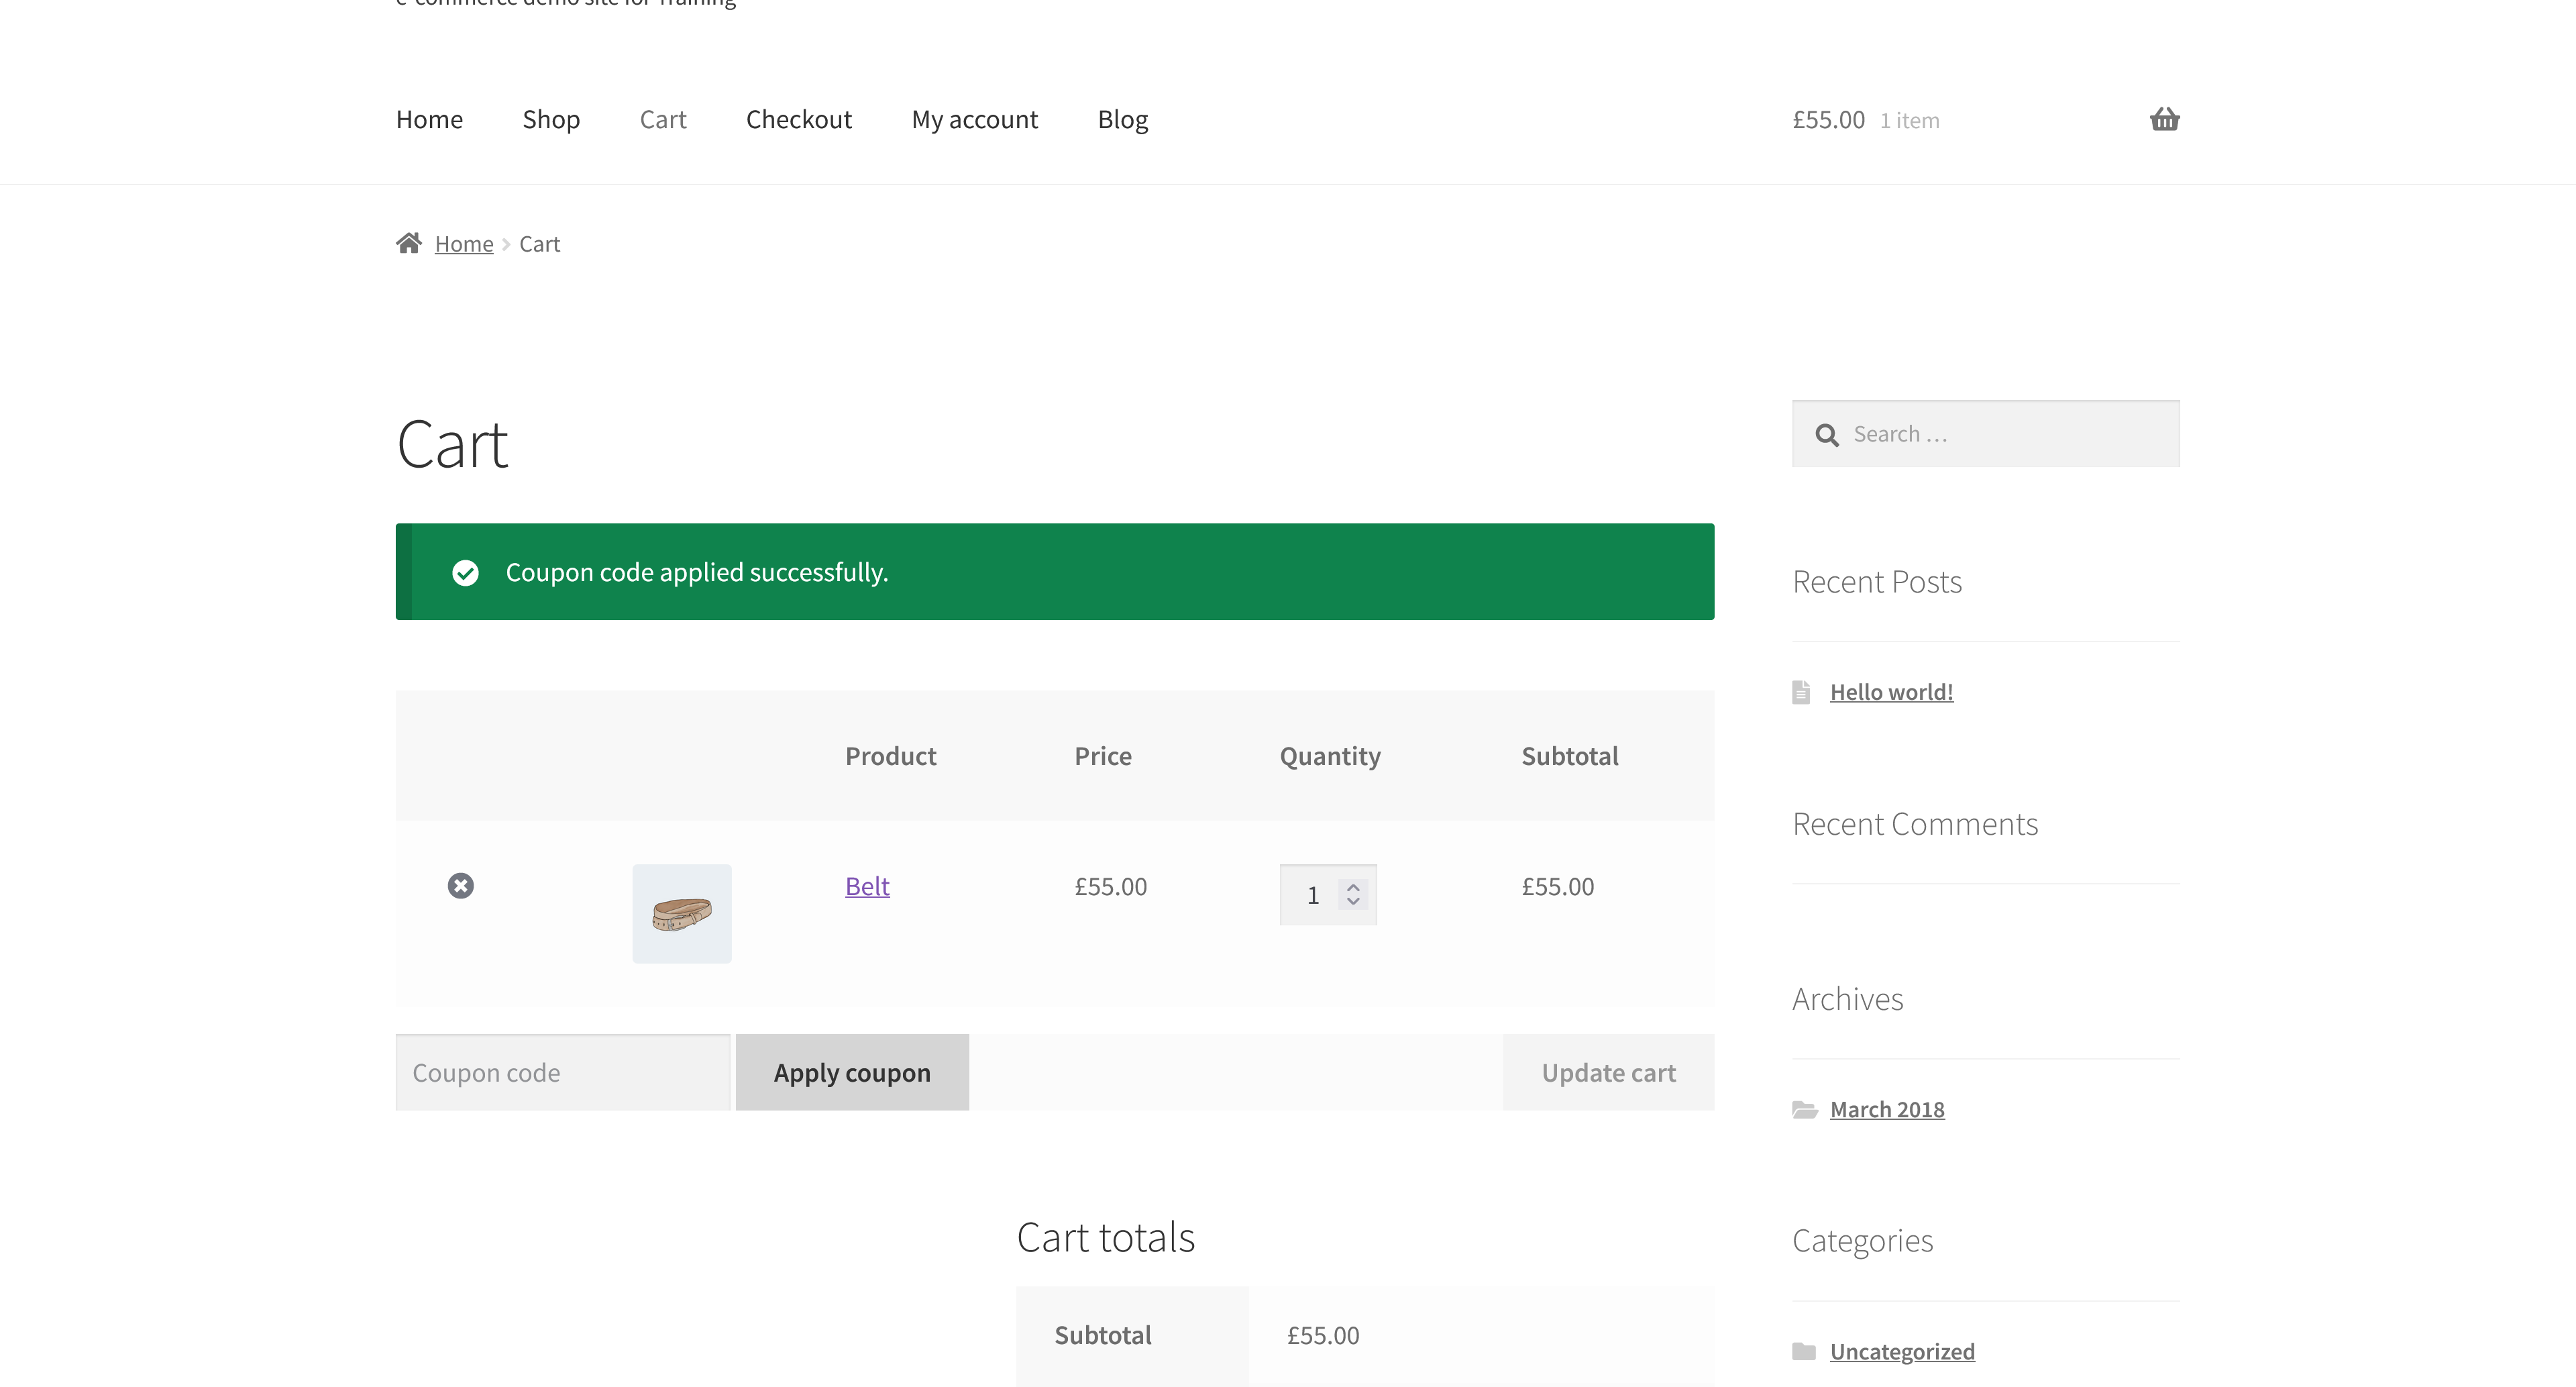 e-commerce demo site for Training
Home Shop Cart Checkout My account Blog £55.00 1 item
Home Cart
Cart
Search …
Coupon code applied successfully.
Product Price Quantity Subtotal
Belt £55.00 1 £55.00
Coupon code Apply coupon Update cart
Cart totals
Subtotal £55.00
Recent Posts
Hello world!
Recent Comments
Archives
March 2018
Categories
Uncategorized